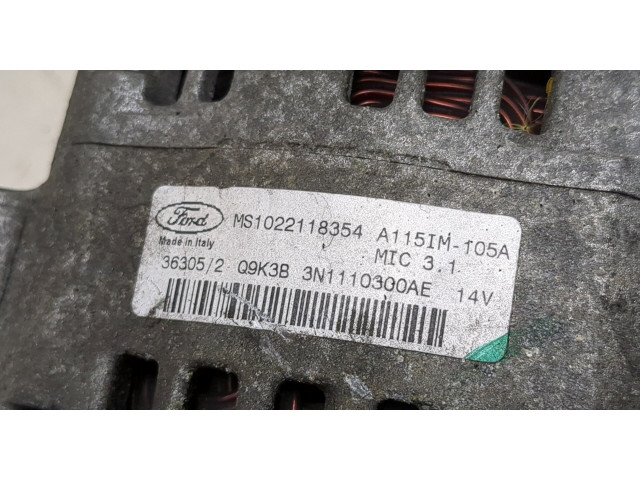 Ford MS1022118354 A115IM-105A
Made in Italy MIC 3.1
36305/2 Q9K3B 3N1110300AE 14V